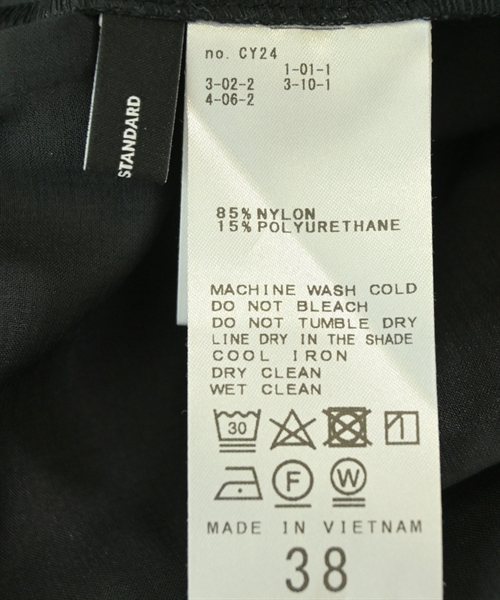 STANDARD
no. CY24
1-01-1
3-02-2 3-10-1
4-06-2
85% NYLON
15% POLYURETHANE
MACHINE WASH COLD
DO NOT BLEACH
DO NOT TUMBLE DRY
LINE DRY IN THE SHADE
COOL IRON
DRY CLEAN
WET CLEAN
30
F W
MADE IN VIETNAM
38